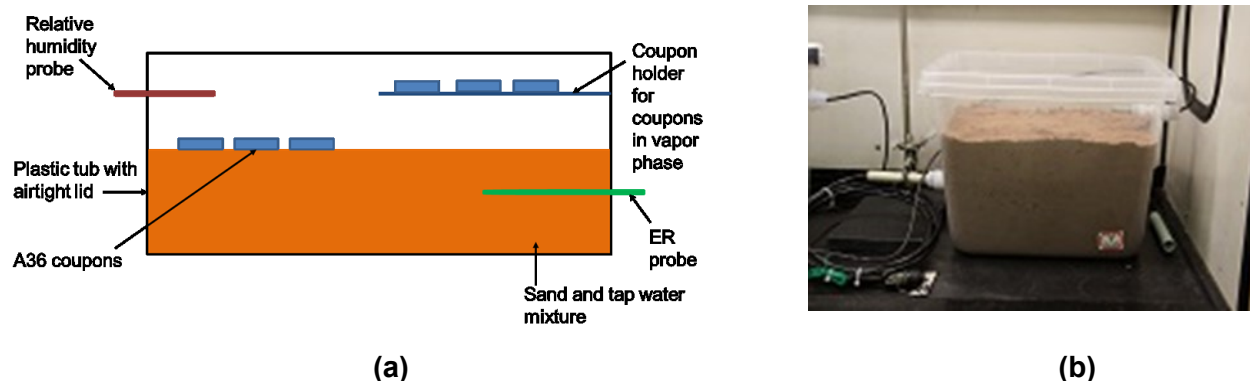 Relative
humidity
probe
Coupon
holder
for
coupons
in vapor
phase
Plastic tub with
airtight lid
A36 coupons
ER
probe
Sand and tap water
mixture
(a)
(b)